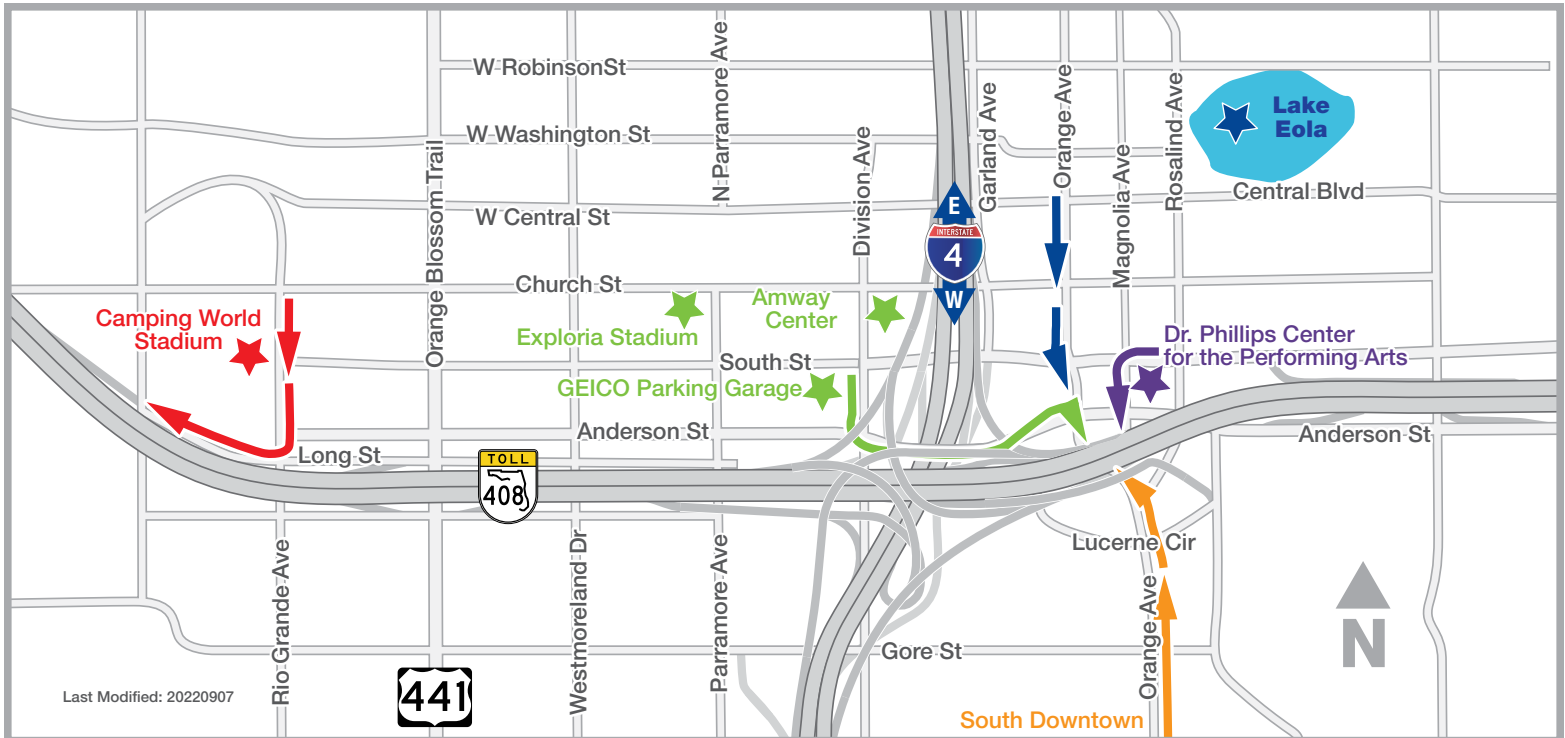 W RobinsonSt
N Parramore Ave
W Washington St
Division Ave
Garland Ave
Orange Ave
Magnolia Ave
Rosalind Ave
Lake
Eola
Central Blvd
W Central St
Orange Blossom Trail
E
INTERSTATE
4
W
Church St
Camping World
Stadium
Exploria Stadium
Amway
Center
South St
GEICO Parking Garage
Dr. Phillips Center
for the Performing Arts
Anderson St
Anderson St
Long St
TOLL
408
Lucerne Cir
Rio Grande Ave
Westmoreland Dr
Parramore Ave
Orange Ave
Gore St
N
Last Modified: 20220907
441
South Downtown